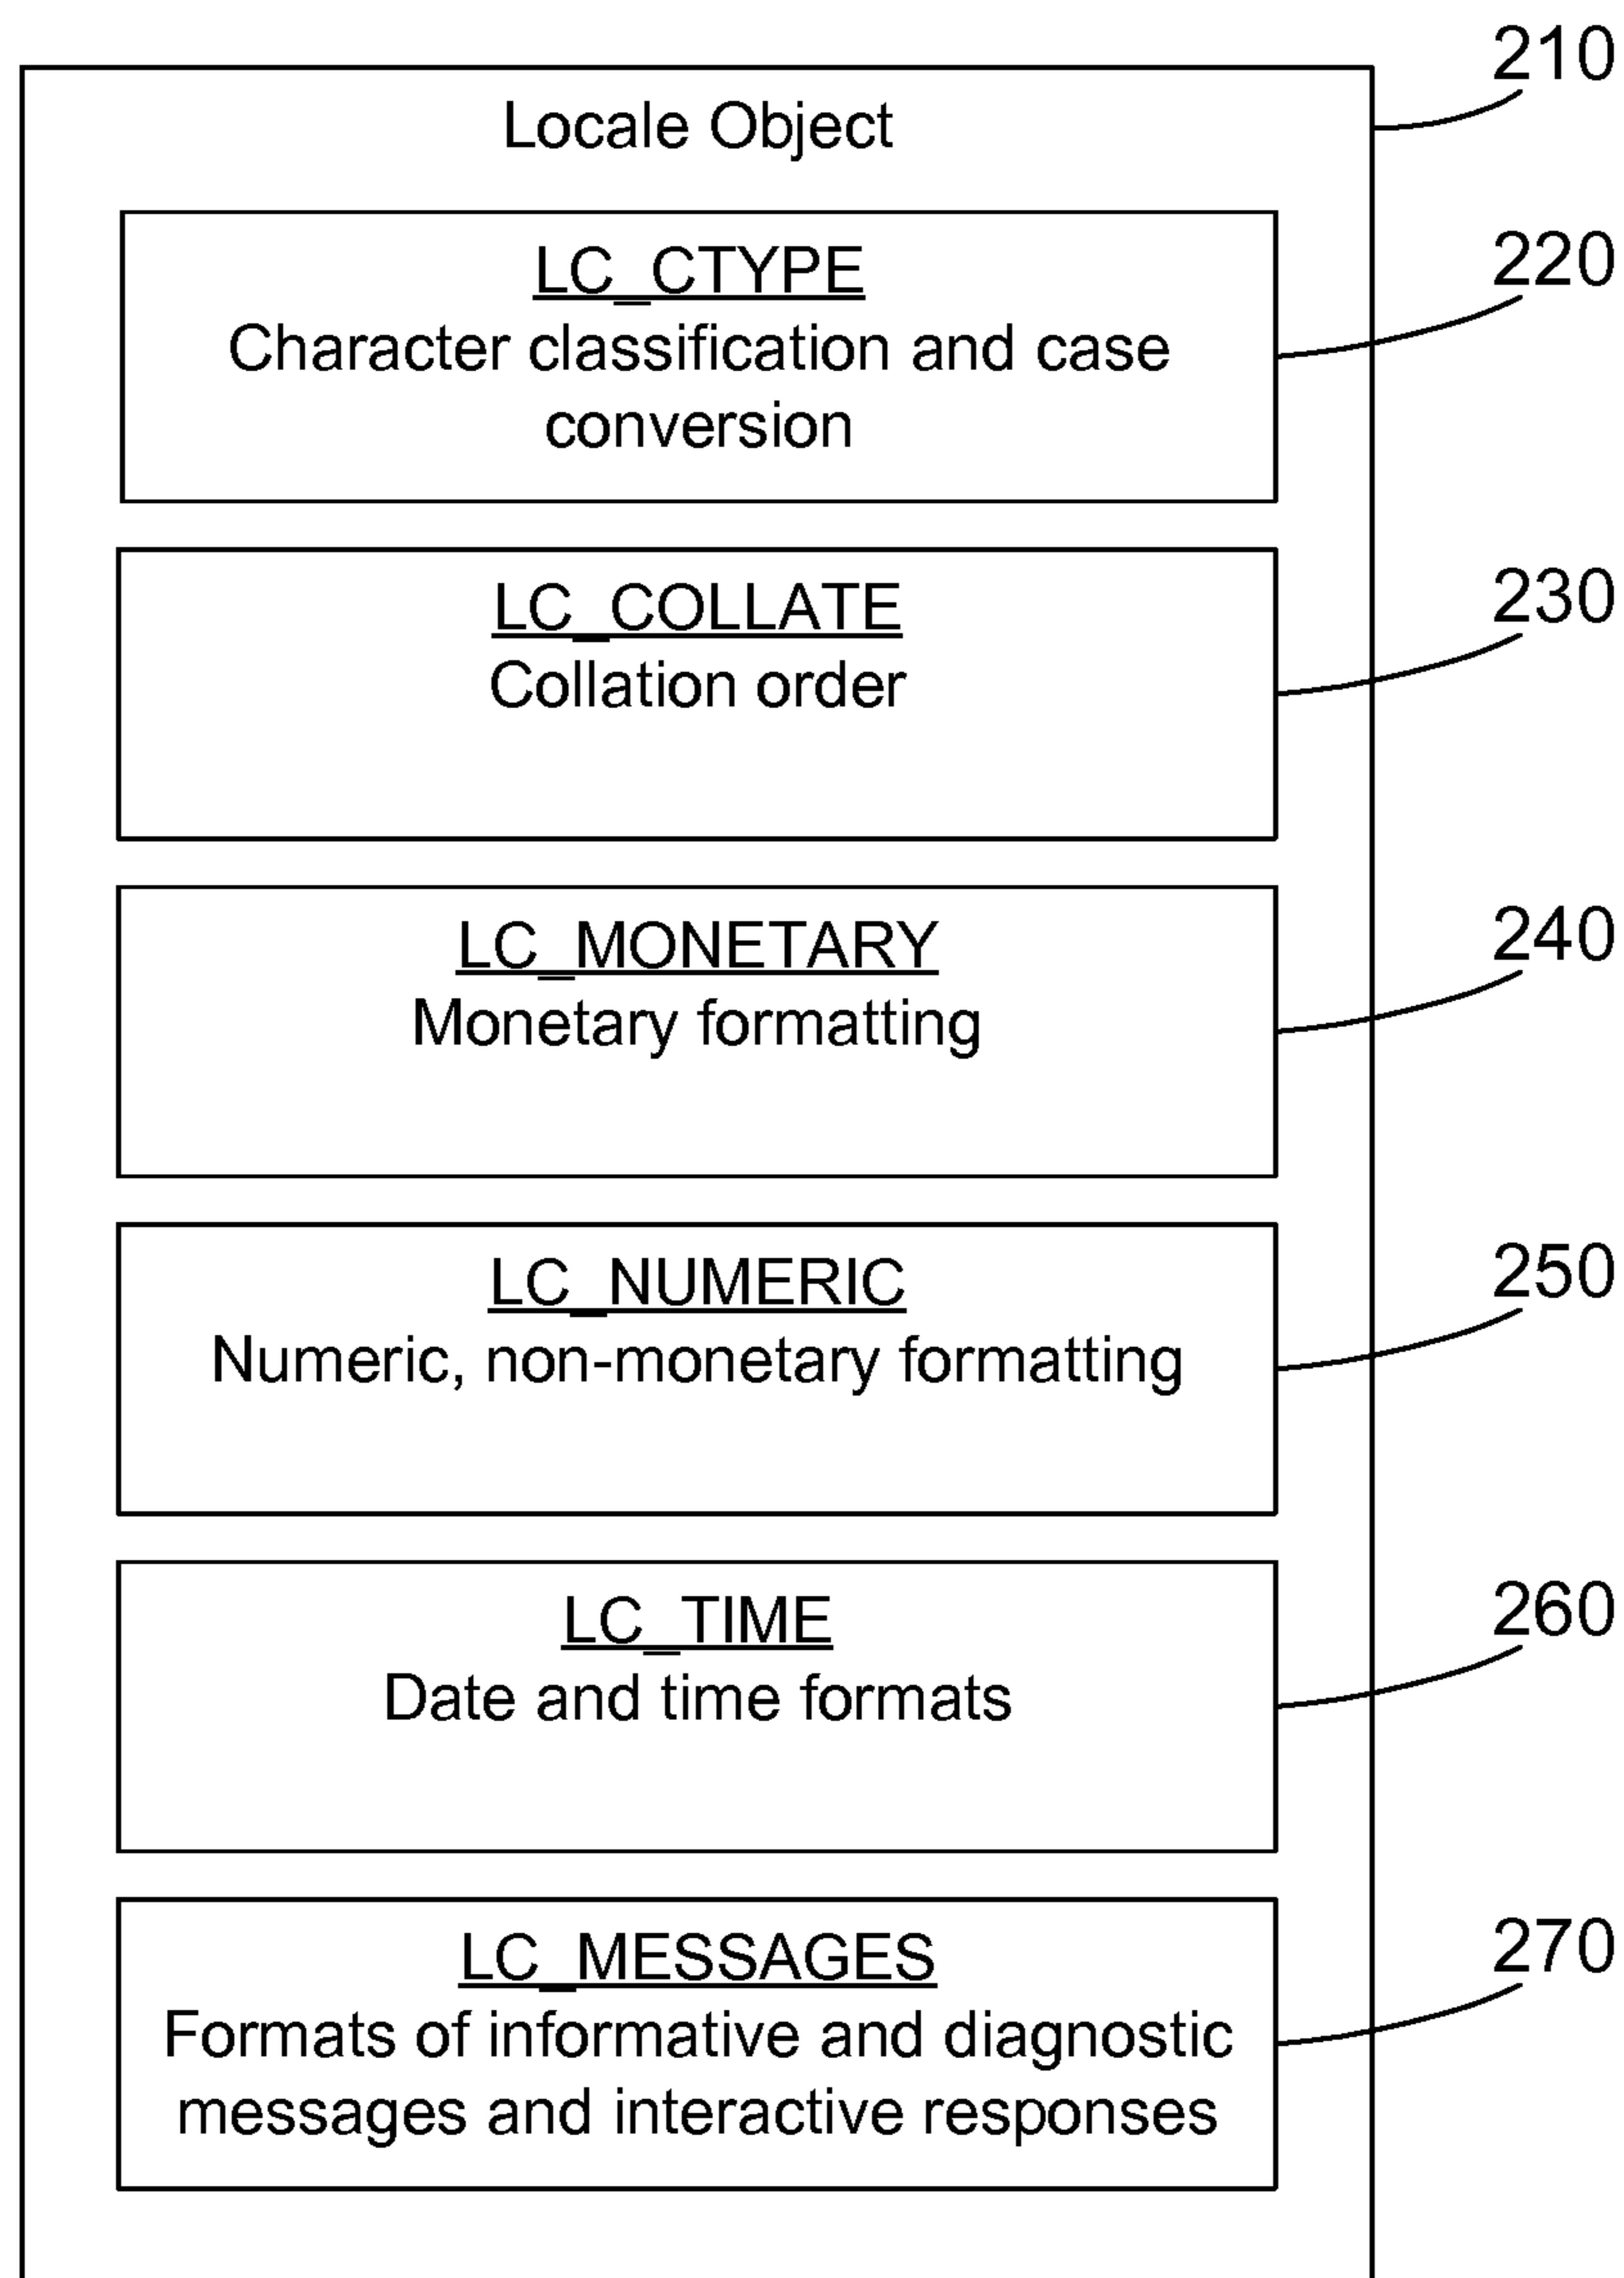 210
Locale Object
220
LC_CTYPE
Character classification and case
conversion
230
LC_COLLATE
Collation order
240
LC_MONETARY
Monetary formatting
250
LC_NUMERIC
Numeric, non-monetary formatting
260
LC_TIME
Date and time formats
270
LC_MESSAGES
Formats of informative and diagnostic
messages and interactive responses